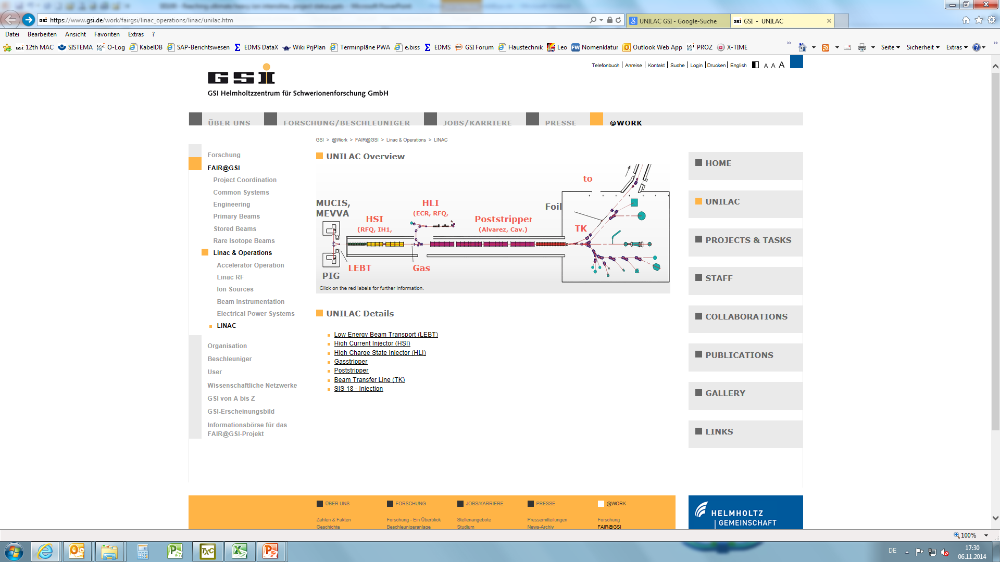 https://www.gsi.de/work/fairgsi/linac_operations/linac/unilac.htm
UNILAC GSI - Google-Suche
GSI - UNILAC
Datei Bearbeiten Ansicht Favoriten Extras ?
12th MAC SISTEMA O-Log KabelDB SAP-Berichtswesen EDMS DataX Wiki PrjPlan Terminpläne PWA e.biss EDMS GSI Forum Haustechnik Leo Nomenklatur Outlook Web App PROZ X-TIME
Seite Sicherheit Extras
Telefonbuch Anreise Kontakt Suche Login Drucken English A A A
GSI
GSI Helmholtzzentrum für Schwerionenforschung GmbH
ÜBER UNS FORSCHUNG/BESCHLEUNIGER JOBS/KARRIERE PRESSE @WORK
GSI > @Work > FAIR@GSI > Linac & Operations > LINAC
Forschung
FAIR@GSI
Project Coordination
Common Systems
Engineering
Primary Beams
Stored Beams
Rare Isotope Beams
Linac & Operations
Accelerator Operation
Linac RF
Ion Sources
Beam Instrumentation
Electrical Power Systems
LINAC
Organisation
Beschleuniger
User
Wissenschaftliche Netzwerke
GSI von A bis Z
GSI-Erscheinungsbild
Informationsbörse für das
FAIR@GSI-Projekt
UNILAC Overview
to
MUCIS,
MEVVA
HLI
(ECR, RFQ,
Foil
HSI
(RFQ, IH1,
Poststripper
(Alvarez, Cav.)
TK
LEBT
Gas
PIG
Click on the red labels for further information.
UNILAC Details
Low Energy Beam Transport (LEBT)
High Current Injector (HSI)
High Charge State Injector (HLI)
Gasstripper
Poststripper
Beam Transfer Line (TK)
SIS 18 - Injection
HOME
UNILAC
PROJECTS & TASKS
STAFF
COLLABORATIONS
PUBLICATIONS
GALLERY
LINKS
ÜBER UNS FORSCHUNG JOBS/KARRIERE PRESSE @WORK
Zahlen & Fakten Forschung - Ein Überblick Stellenangebote Pressemitteilungen Forschung
Geschichte Beschleunigeranlage Studium News-Archiv FAIR@GSI
HELMHOLTZ
GEMEINSCHAFT
100%
DE
17:30
06.11.2014